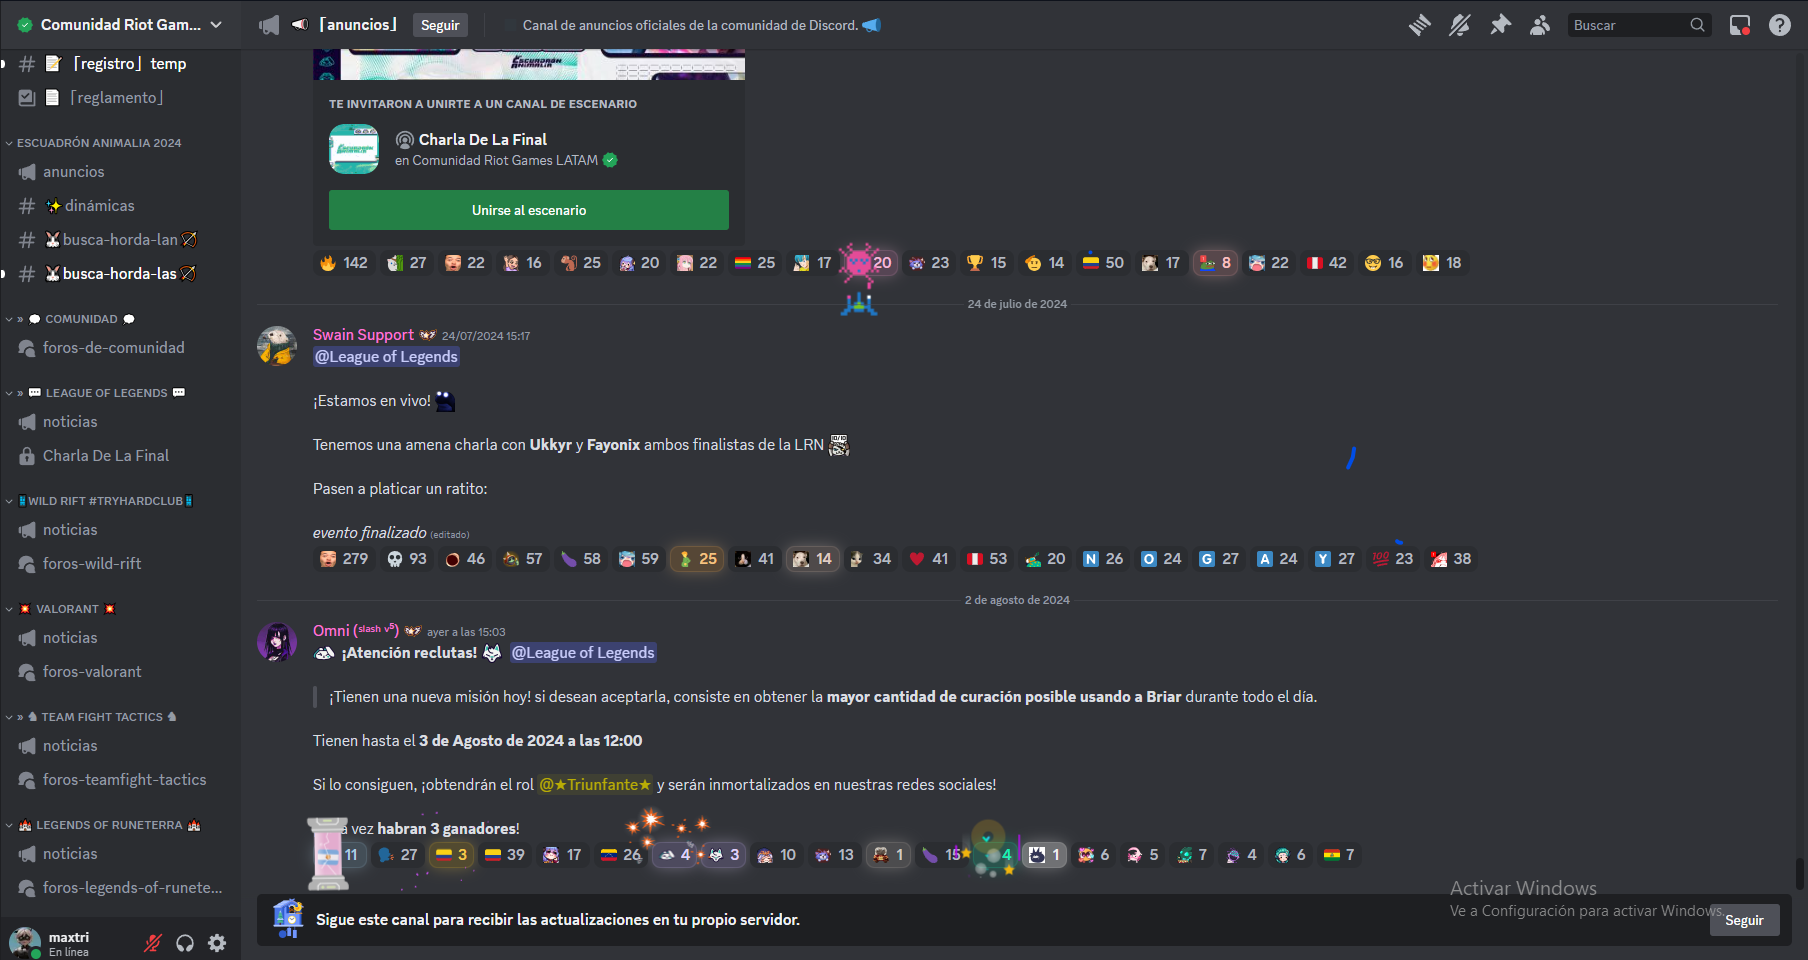 Comunidad Riot Gam...
「anuncios」
Seguir
Canal de anuncios oficiales de la comunidad de Discord.
Buscar
「registro」 temp
「reglamento」
ESCUADRÓN ANIMALIA 2024
anuncios
dinámicas
busca-horda-lan
busca-horda-las
» COMUNIDAD
foros-de-comunidad
» LEAGUE OF LEGENDS
noticias
Charla De La Final
WILD RIFT #TRYHARDCLUB
noticias
foros-wild-rift
VALORANT
noticias
foros-valorant
» TEAM FIGHT TACTICS
noticias
foros-teamfight-tactics
LEGENDS OF RUNETERRA
noticias
foros-legends-of-runete...
maxtri
En línea
ESCUADRÓN ANIMALIA
TE INVITARON A UNIRTE A UN CANAL DE ESCENARIO
Charla De La Final
en Comunidad Riot Games LATAM
Unirse al escenario
142 27 22 16 25 20 22 25 17 20 23 15 14 50 17 8 22 42 16 18
24 de julio de 2024
Swain Support 24/07/2024 15:17
@League of Legends
¡Estamos en vivo!
Tenemos una amena charla con Ukkyr y Fayonix ambos finalistas de la LRN
Pasen a platicar un ratito:
evento finalizado (editado)
279 93 46 57 58 59 25 41 14 34 41 53 20 N 26 O 24 G 27 A 24 Y 27 100 23 38
2 de agosto de 2024
Omni (slash v5) ayer a las 15:03
¡Atención reclutas! @League of Legends
¡Tienen una nueva misión hoy! si desean aceptarla, consiste en obtener la mayor cantidad de curación posible usando a Briar durante todo el día.
Tienen hasta el 3 de Agosto de 2024 a las 12:00
Si lo consiguen, ¡obtendrán el rol @★Triunfante★ y serán inmortalizados en nuestras redes sociales!
a vez habran 3 ganadores!
11 27 3 39 17 26 4 3 10 13 1 15 4 1 6 5 7 4 6 7
Sigue este canal para recibir las actualizaciones en tu propio servidor.
Seguir
Activar Windows
Ve a Configuración para activar Windows.